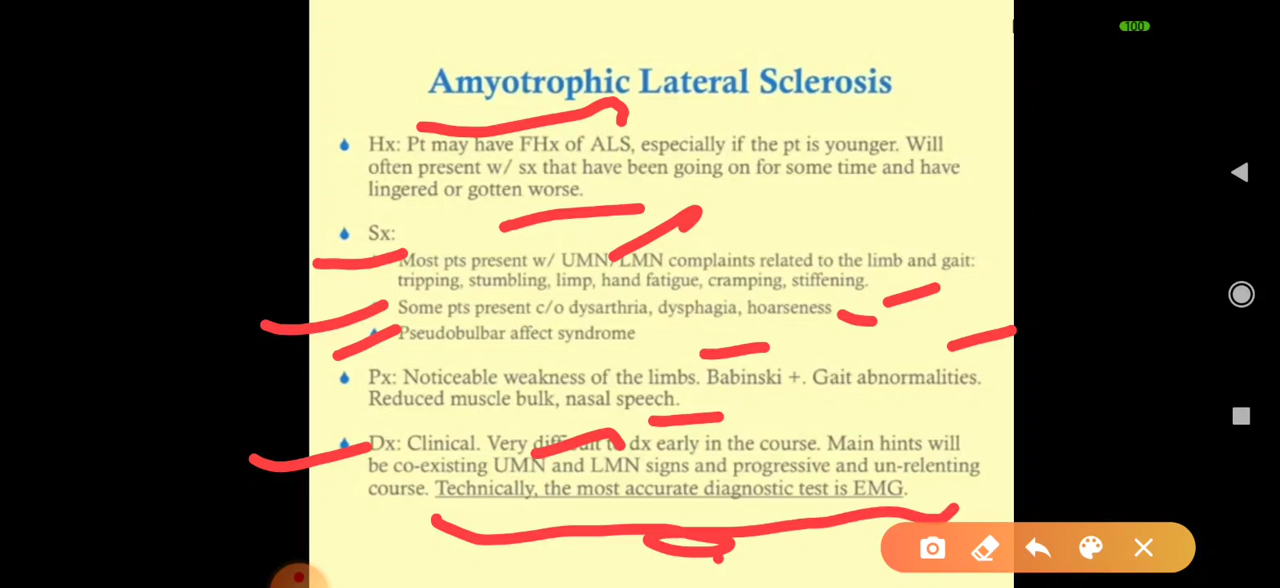 100
Amyotrophic Lateral Sclerosis
Hx: Pt may have FHx of ALS, especially if the pt is younger. Will
often present w/ sx that have been going on for some time and have
lingered or gotten worse.
Sx:
Most pts present w/ UMN/LMN complaints related to the limb and gait:
tripping, stumbling, limp, hand fatigue, cramping, stiffening.
Some pts present c/o dysarthria, dysphagia, hoarseness
Pseudobulbar affect syndrome
Px: Noticeable weakness of the limbs. Babinski +. Gait abnormalities.
Reduced muscle bulk, nasal speech.
Dx: Clinical. Very difficult to dx early in the course. Main hints will
be co-existing UMN and LMN signs and progressive and un-relenting
course. Technically, the most accurate diagnostic test is EMG.